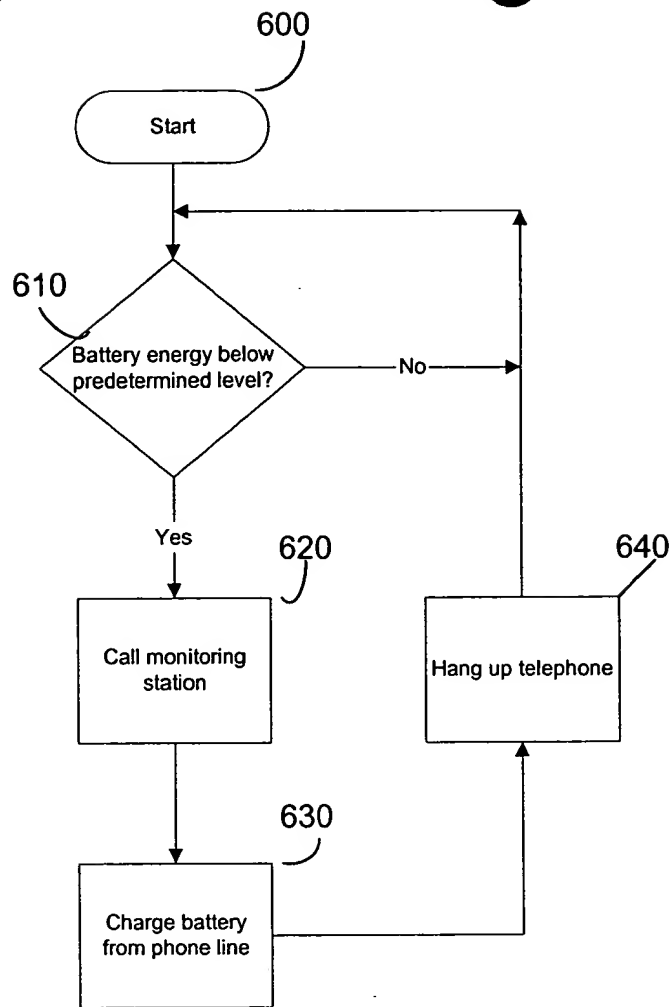 600
Start
610
Battery energy below
predetermined level?
No
Yes
620
640
Call monitoring
station
Hang up telephone
630
Charge battery
from phone line